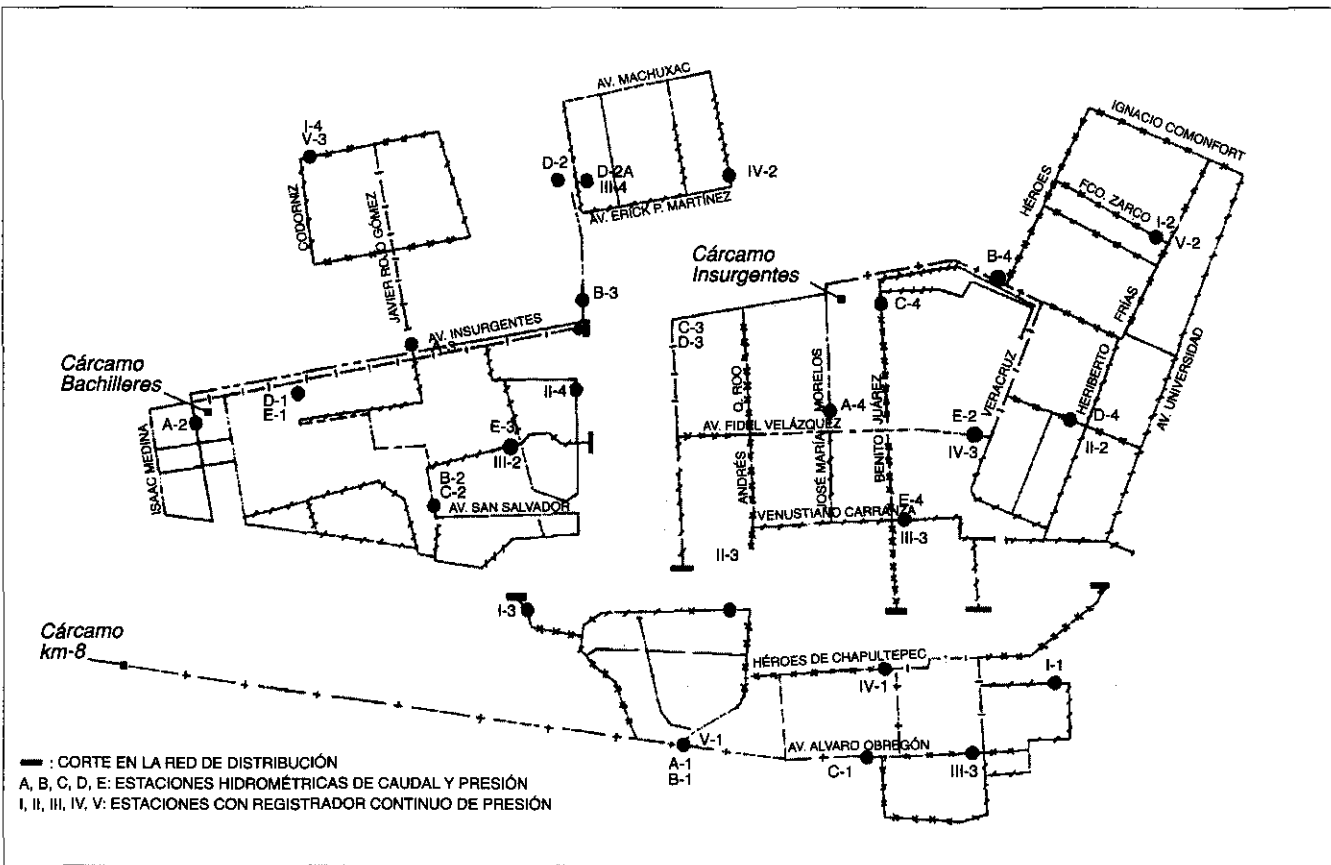 AV. MACHUXAC
IGNACIO COMONFORT
I-4
V-3
D-2
D-2A
III-4
IV-2
CODORNIZ
JAVIER ROJO GÓMEZ
AV. ERICK P. MARTÍNEZ
HÉROES
FCO. ZARCO
I-2
V-2
Cárcamo
Insurgentes
B-4
B-3
C-4
FRÍAS
AV. INSURGENTES
A-3
C-3
D-3
Cárcamo
Bachilleres
D-1
E-1
II-4
A-2
ISAAC MEDINA
E-3
III-2
B-2
C-2
AV. SAN SALVADOR
ANDRÉS Q. ROO
JOSÉ MARÍA MORELOS
A-4
BENITO JUÁREZ
AV. FIDEL VELÁZQUEZ
E-2
IV-3
VERACRUZ
HERIBERTO
D-4
II-2
AV. UNIVERSIDAD
E-4
VENUSTIANO CARRANZA
III-3
II-3
I-3
Cárcamo
km-8
HÉROES DE CHAPULTEPEC
IV-1
I-1
V-1
A-1
B-1
AV. ALVARO OBREGÓN
C-1
III-3
: CORTE EN LA RED DE DISTRIBUCIÓN
A, B, C, D, E: ESTACIONES HIDROMÉTRICAS DE CAUDAL Y PRESIÓN
I, II, III, IV, V: ESTACIONES CON REGISTRADOR CONTINUO DE PRESIÓN